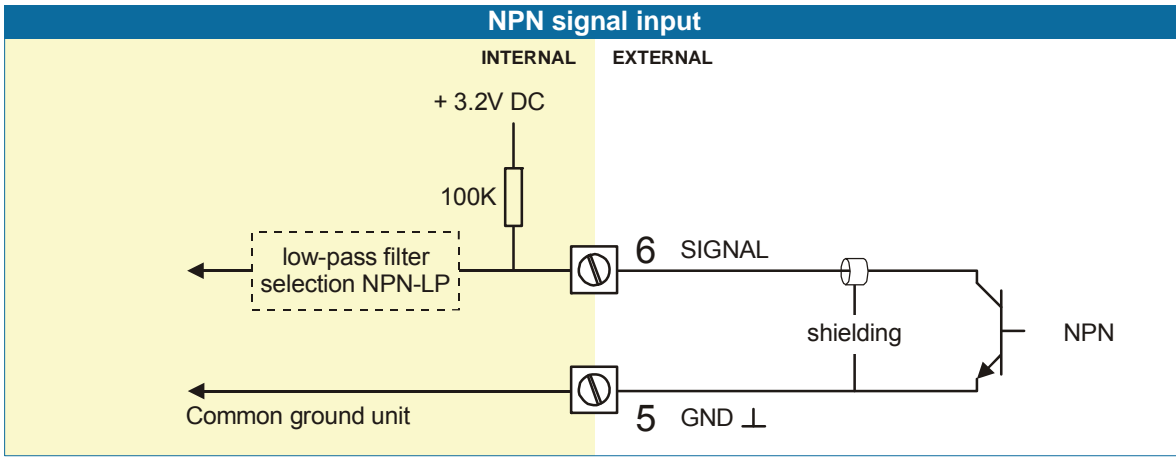 NPN signal input
INTERNAL EXTERNAL
+ 3.2V DC
100K
low-pass filter
selection NPN-LP
6 SIGNAL
shielding
NPN
Common ground unit
5 GND ⊥